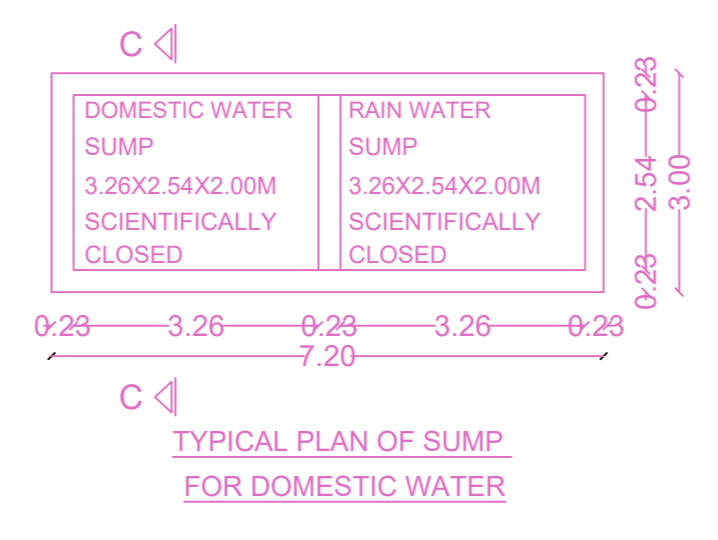 C
DOMESTIC WATER
SUMP
3.26X2.54X2.00M
SCIENTIFICALLY
CLOSED
RAIN WATER
SUMP
3.26X2.54X2.00M
SCIENTIFICALLY
CLOSED
0.23
2.54
0.23
3.00
0.23 3.26 0.23 3.26 0.23
7.20
C
TYPICAL PLAN OF SUMP
FOR DOMESTIC WATER